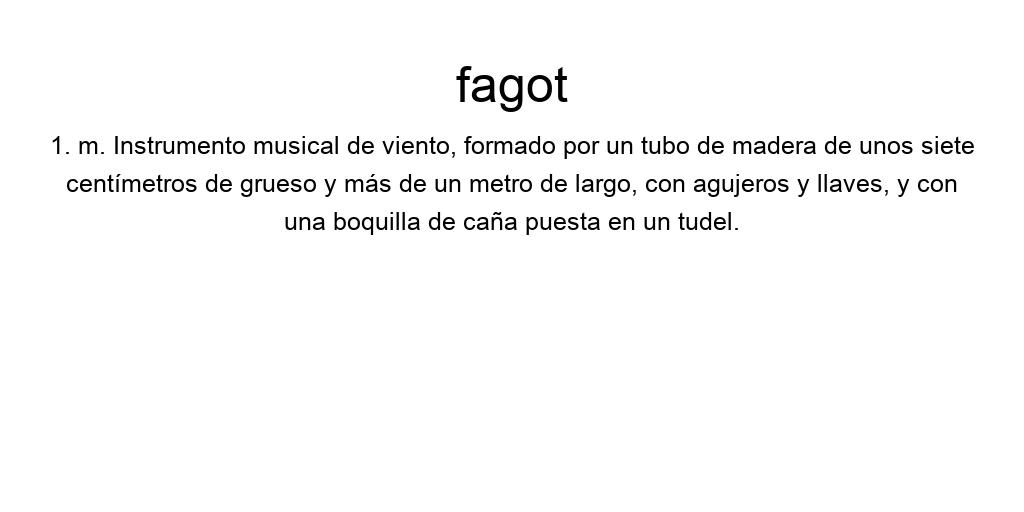 fagot
1. m. Instrumento musical de viento, formado por un tubo de madera de unos siete
centímetros de grueso y más de un metro de largo, con agujeros y llaves, y con
una boquilla de caña puesta en un tudel.